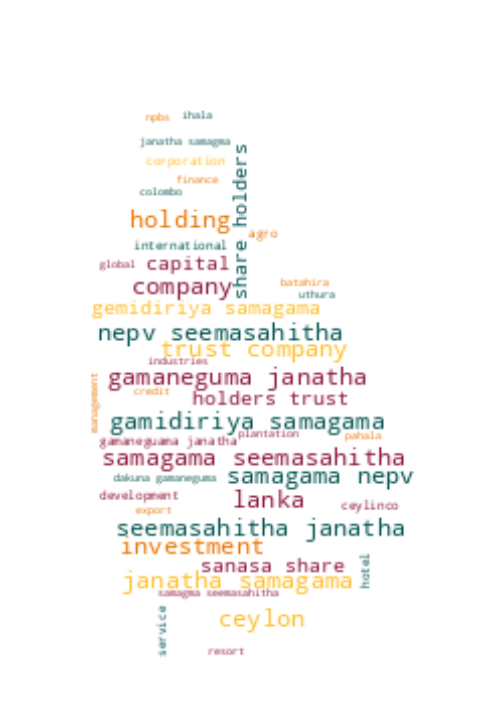 npbs ihala
janatha samagma
corporation
share holders
finance
colombo
holding
agro
international
global capital
batahira
company
uthura
gemidiriya samagama
nepv seemasahitha
trust company
industries
gamaneguma janatha
management
credit
holders trust
gamidiriya samagama
plantation
pahala
gamaneguama janatha
samagama seemasahitha
dakuna gamaneguma
samagama nepv
development
lanka
ceylinco
export
seemasahitha janatha
investment
sanasa share
hotel
janatha samagama
samagma seemasahitha
service
ceylon
resort